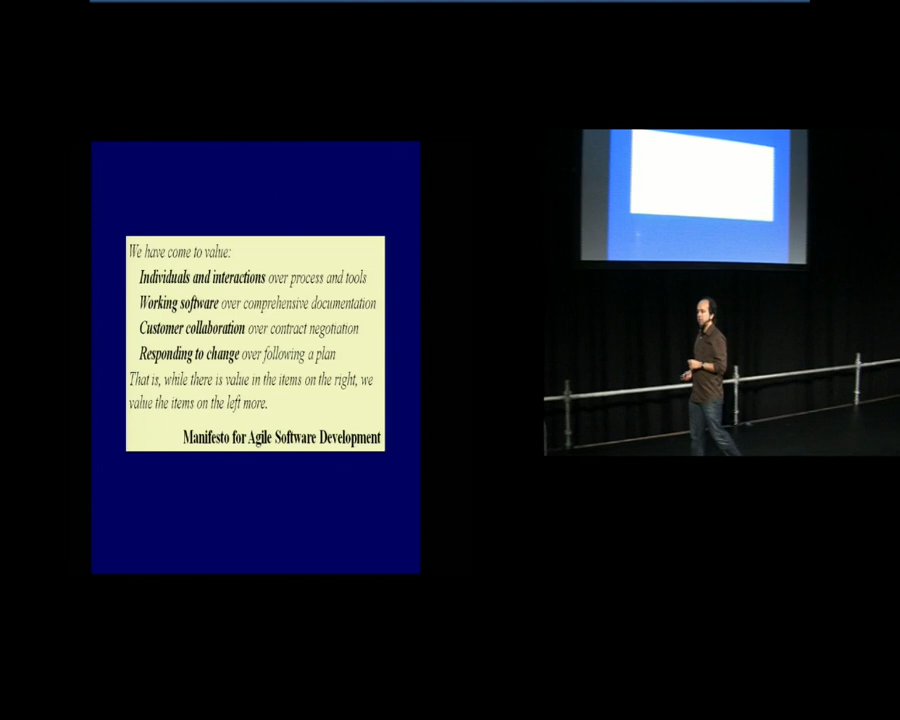 We have come to value:
Individuals and interactions over process and tools
Working software over comprehensive documentation
Customer collaboration over contract negotiation
Responding to change over following a plan
That is, while there is value in the items on the right, we
value the items on the left more.
Manifesto for Agile Software Development